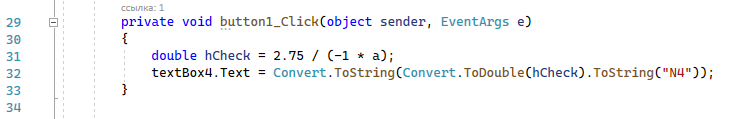 ссылка: 1
29 private void button1_Click(object sender, EventArgs e)
30 {
31 double hCheck = 2.75 / (-1 * a);
32 textBox4.Text = Convert.ToString(Convert.ToDouble(hCheck).ToString("N4"));
33 }
34